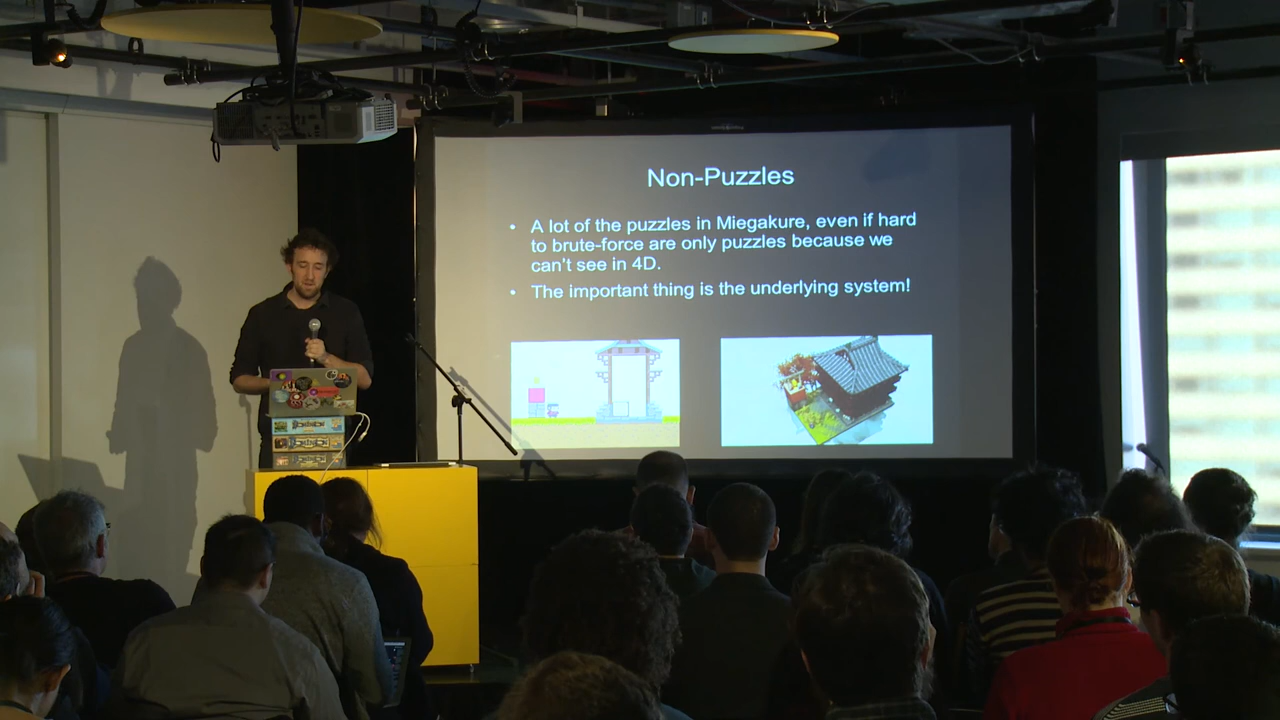 Non-Puzzles
• A lot of the puzzles in Miegakure, even if hard
to brute-force are only puzzles because we
can't see in 4D.
• The important thing is the underlying system!